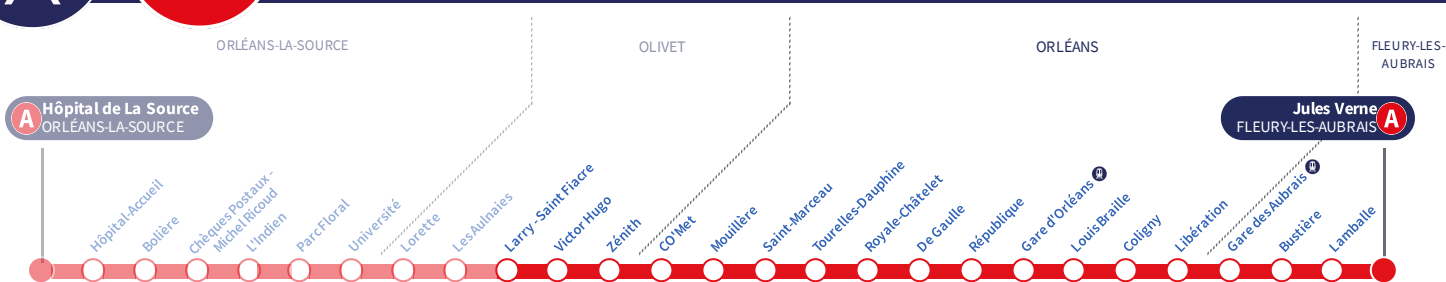 ORLÉANS-LA-SOURCE
OLIVET
ORLÉANS
FLEURY-LES-
AUBRAIS
A
Hôpital de La Source
ORLÉANS-LA-SOURCE
Jules Verne
FLEURY-LES-AUBRAIS
A
Hôpital-Accueil
Bolière
Chèques Postaux -
Michel Ricoud
L'Indien
Parc Floral
Université
Lorette
Les Aulnaies
Larry - Saint Fiacre
Victor Hugo
Zénith
CO'Met
Mouillère
Saint-Marceau
Tourelles-Dauphine
Royale-Châtelet
De Gaulle
République
Gare d'Orléans
Louis Braille
Coligny
Libération
Gare des Aubrais
Bustière
Lamballe